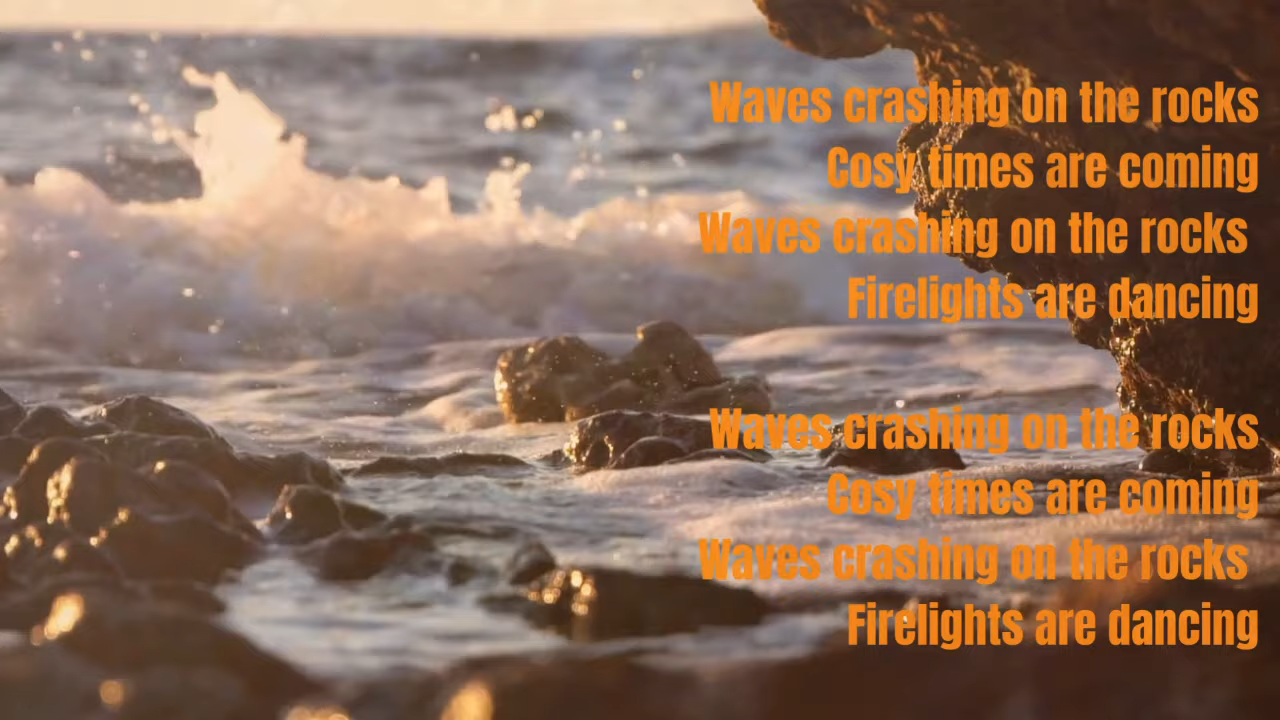 Waves crashing on the rocks
Cosy times are coming
Waves crashing on the rocks
Firelights are dancing
Waves crashing on the rocks
Cosy times are coming
Waves crashing on the rocks
Firelights are dancing